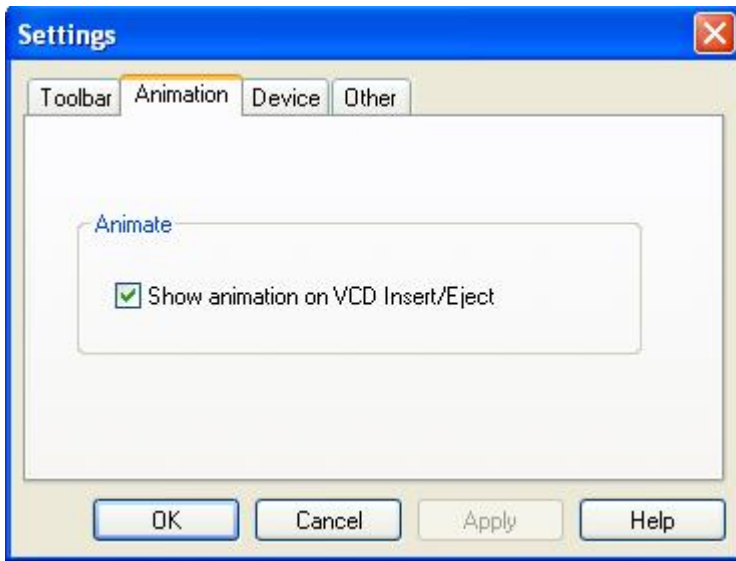 Settings
Toolbar Animation Device Other
Animate
Show animation on VCD Insert/Eject
OK Cancel Apply Help